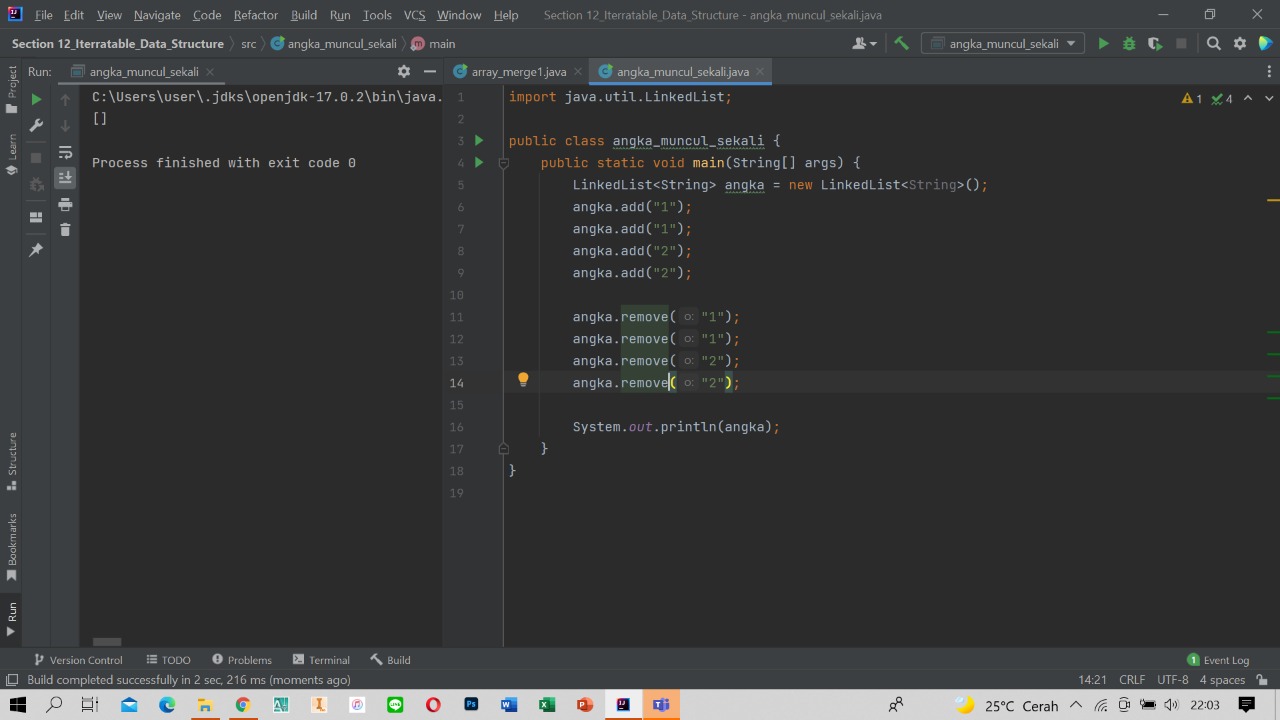 File Edit View Navigate Code Refactor Build Run Tools VCS Window Help Section 12_Iterratable_Data_Structure - angka_muncul_sekali.java
Section 12_Iterratable_Data_Structure src angka_muncul_sekali main angka_muncul_sekali
Project
Learn
Structure
Bookmarks
Run
Run: angka_muncul_sekali
C:\Users\user\.jdks\openjdk-17.0.2\bin\java.
[]
Process finished with exit code 0
array_merge1.java angka_muncul_sekali.java
1 4
1 import java.util.LinkedList;
2
3 public class angka_muncul_sekali {
4 public static void main(String[] args) {
5 LinkedList<String> angka = new LinkedList<String>();
6 angka.add("1");
7 angka.add("1");
8 angka.add("2");
9 angka.add("2");
10
11 angka.remove( o: "1");
12 angka.remove( o: "1");
13 angka.remove( o: "2");
14 angka.remove( o: "2");
15
16 System.out.println(angka);
17 }
18 }
19
Version Control TODO Problems Terminal Build 1 Event Log
Build completed successfully in 2 sec, 216 ms (moments ago) 14:21 CRLF UTF-8 4 spaces
25°C Cerah 22:03